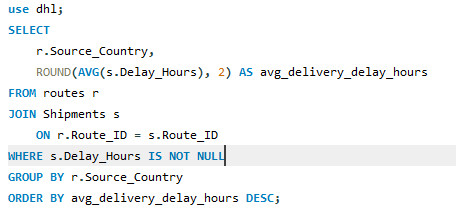 use dhl;
SELECT
r.Source_Country,
ROUND(AVG(s.Delay_Hours), 2) AS avg_delivery_delay_hours
FROM routes r
JOIN Shipments s
ON r.Route_ID = s.Route_ID
WHERE s.Delay_Hours IS NOT NULL
GROUP BY r.Source_Country
ORDER BY avg_delivery_delay_hours DESC;